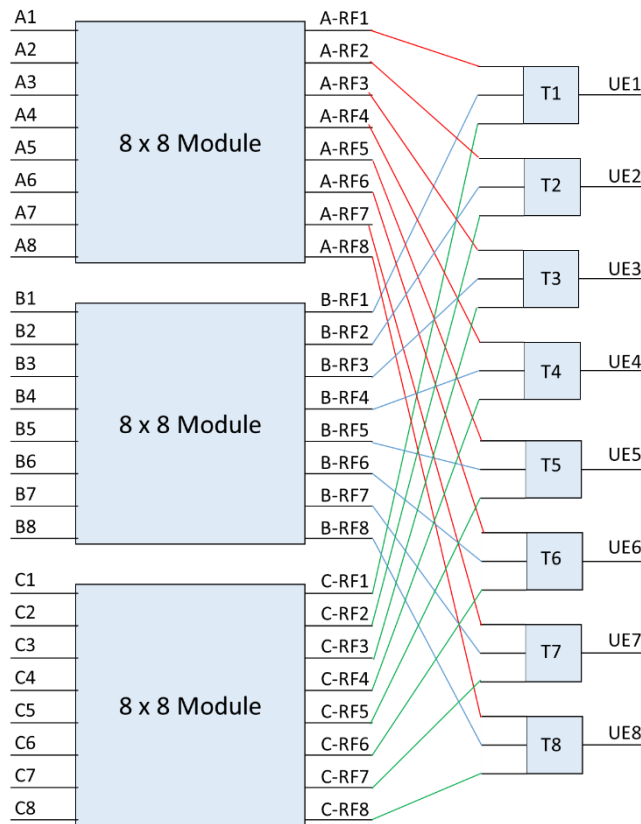 A1
A2
A3
A4
A5
A6
A7
A8
8 x 8 Module
A-RF1
A-RF2
A-RF3
A-RF4
A-RF5
A-RF6
A-RF7
A-RF8
B1
B2
B3
B4
B5
B6
B7
B8
8 x 8 Module
B-RF1
B-RF2
B-RF3
B-RF4
B-RF5
B-RF6
B-RF7
B-RF8
C1
C2
C3
C4
C5
C6
C7
C8
8 x 8 Module
C-RF1
C-RF2
C-RF3
C-RF4
C-RF5
C-RF6
C-RF7
C-RF8
T1
UE1
T2
UE2
T3
UE3
T4
UE4
T5
UE5
T6
UE6
T7
UE7
T8
UE8